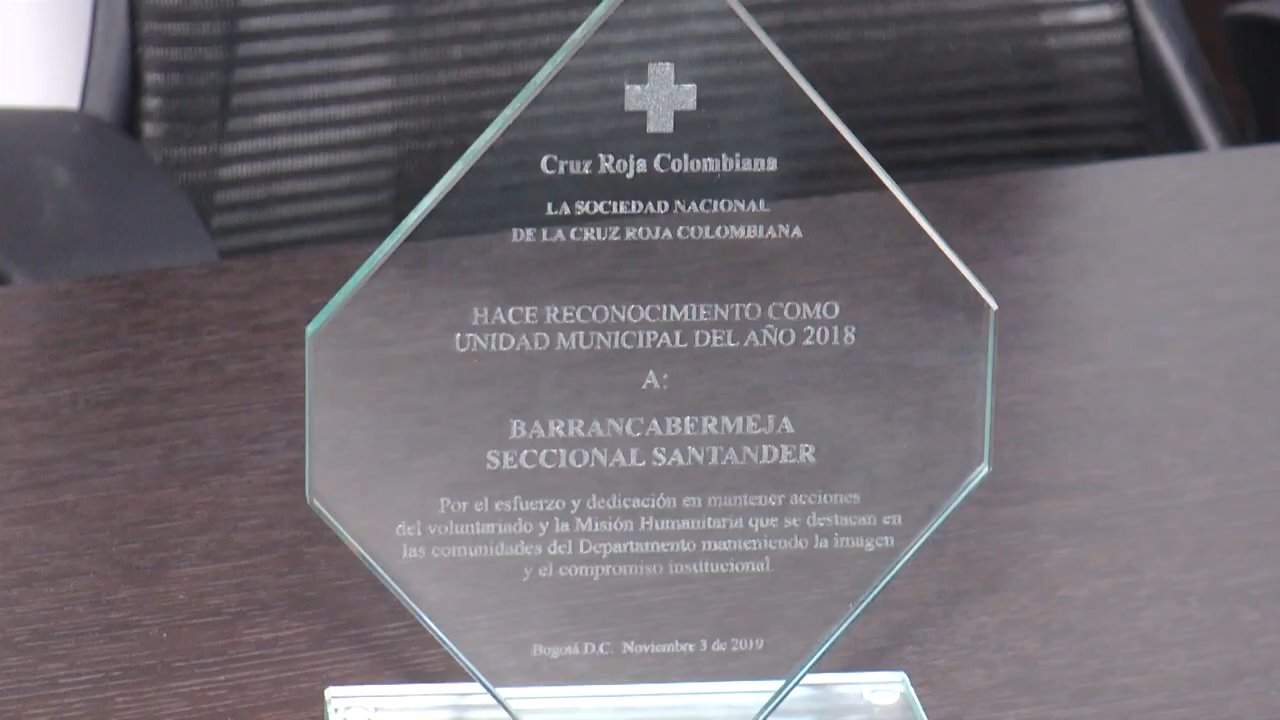 Cruz Roja Colombiana
LA SOCIEDAD NACIONAL
DE LA CRUZ ROJA COLOMBIANA
HACE RECONOCIMIENTO COMO
UNIDAD MUNICIPAL DEL AÑO 2018
A:
BARRANCABERMEJA
SECCIONAL SANTANDER
Por el esfuerzo y dedicación en mantener acciones
del voluntariado y la Misión Humanitaria que se destacan en
las comunidades del Departamento manteniendo la imagen
y el compromiso institucional.
Bogotá D.C. Noviembre 3 de 2019